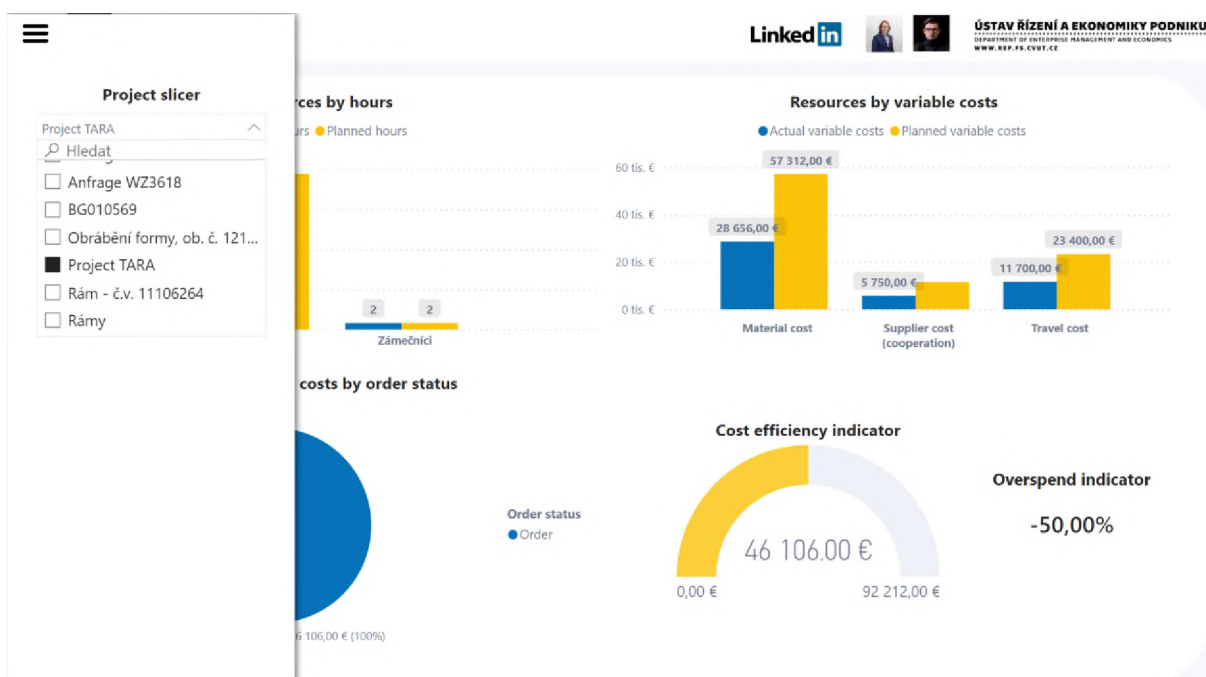 Linked in
ÚSTAV ŘÍZENÍ A EKONOMIKY PODNIKU
DEPARTMENT OF ENTERPRISE MANAGEMENT AND ECONOMICS
WWW.REP.FS.CVUT.CZ
Project slicer
Project TARA
Hledat
Anfrage WZ3618
BG010569
Obrábění formy, ob. č. 121...
Project TARA
Rám - č.v. 11106264
Rámy
rces by hours
urs Planned hours
2 2
Zámečníci
Resources by variable costs
Actual variable costs Planned variable costs
60 tis. €
40 tis. €
20 tis. €
0 tis. €
57 312,00 €
28 656,00 €
5 750,00 €
23 400,00 €
11 700,00 €
Material cost
Supplier cost
(cooperation)
Travel cost
costs by order status
Order status
Order
6 106,00 € (100%)
Cost efficiency indicator
46 106,00 €
0,00 €
92 212,00 €
Overspend indicator
-50,00%